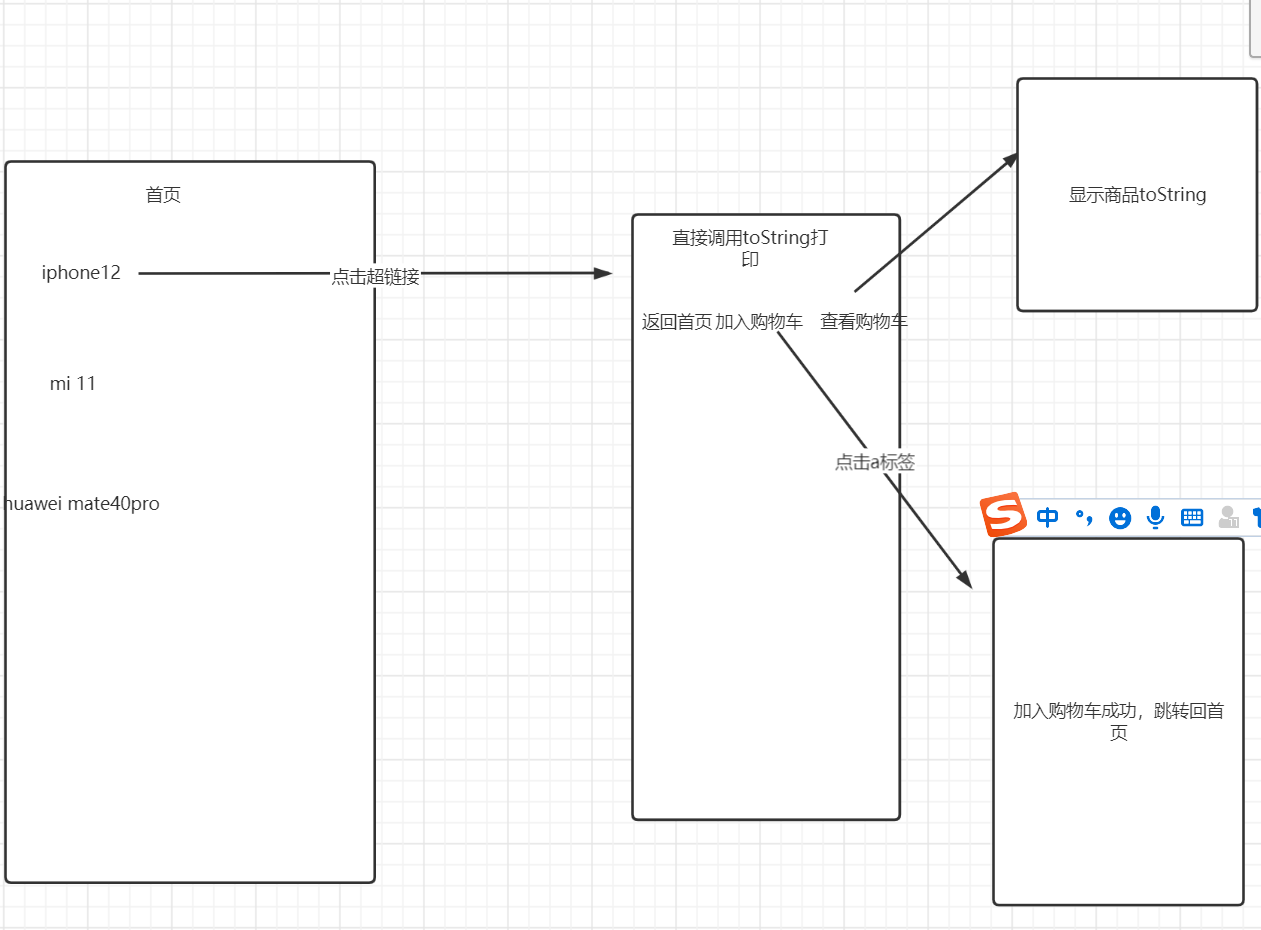 首页
iphone12
点击超链接
mi 11
huawei mate40pro
直接调用toString打
印
返回首页 加入购物车 查看购物车
点击a标签
显示商品toString
S 中
加入购物车成功，跳转回首
页